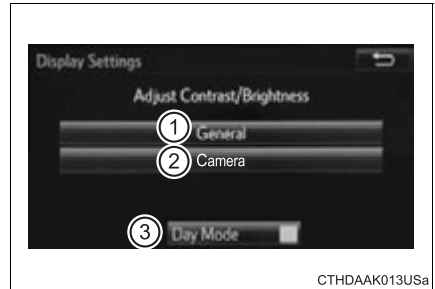 Display Settings
Adjust Contrast/Brightness
1 General
2 Camera
3 Day Mode
CTHDAAK013USa